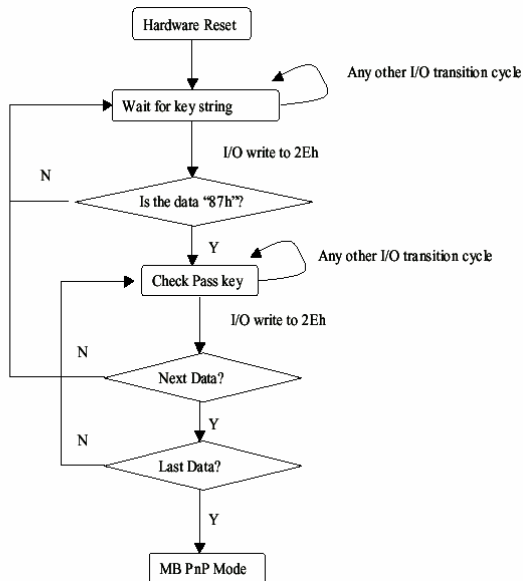 Hardware Reset
Any other I/O transition cycle
Wait for key string
I/O write to 2Eh
N
Is the data “87h”?
Y
Any other I/O transition cycle
Check Pass key
I/O write to 2Eh
N
Next Data?
Y
N
Last Data?
Y
MB PnP Mode